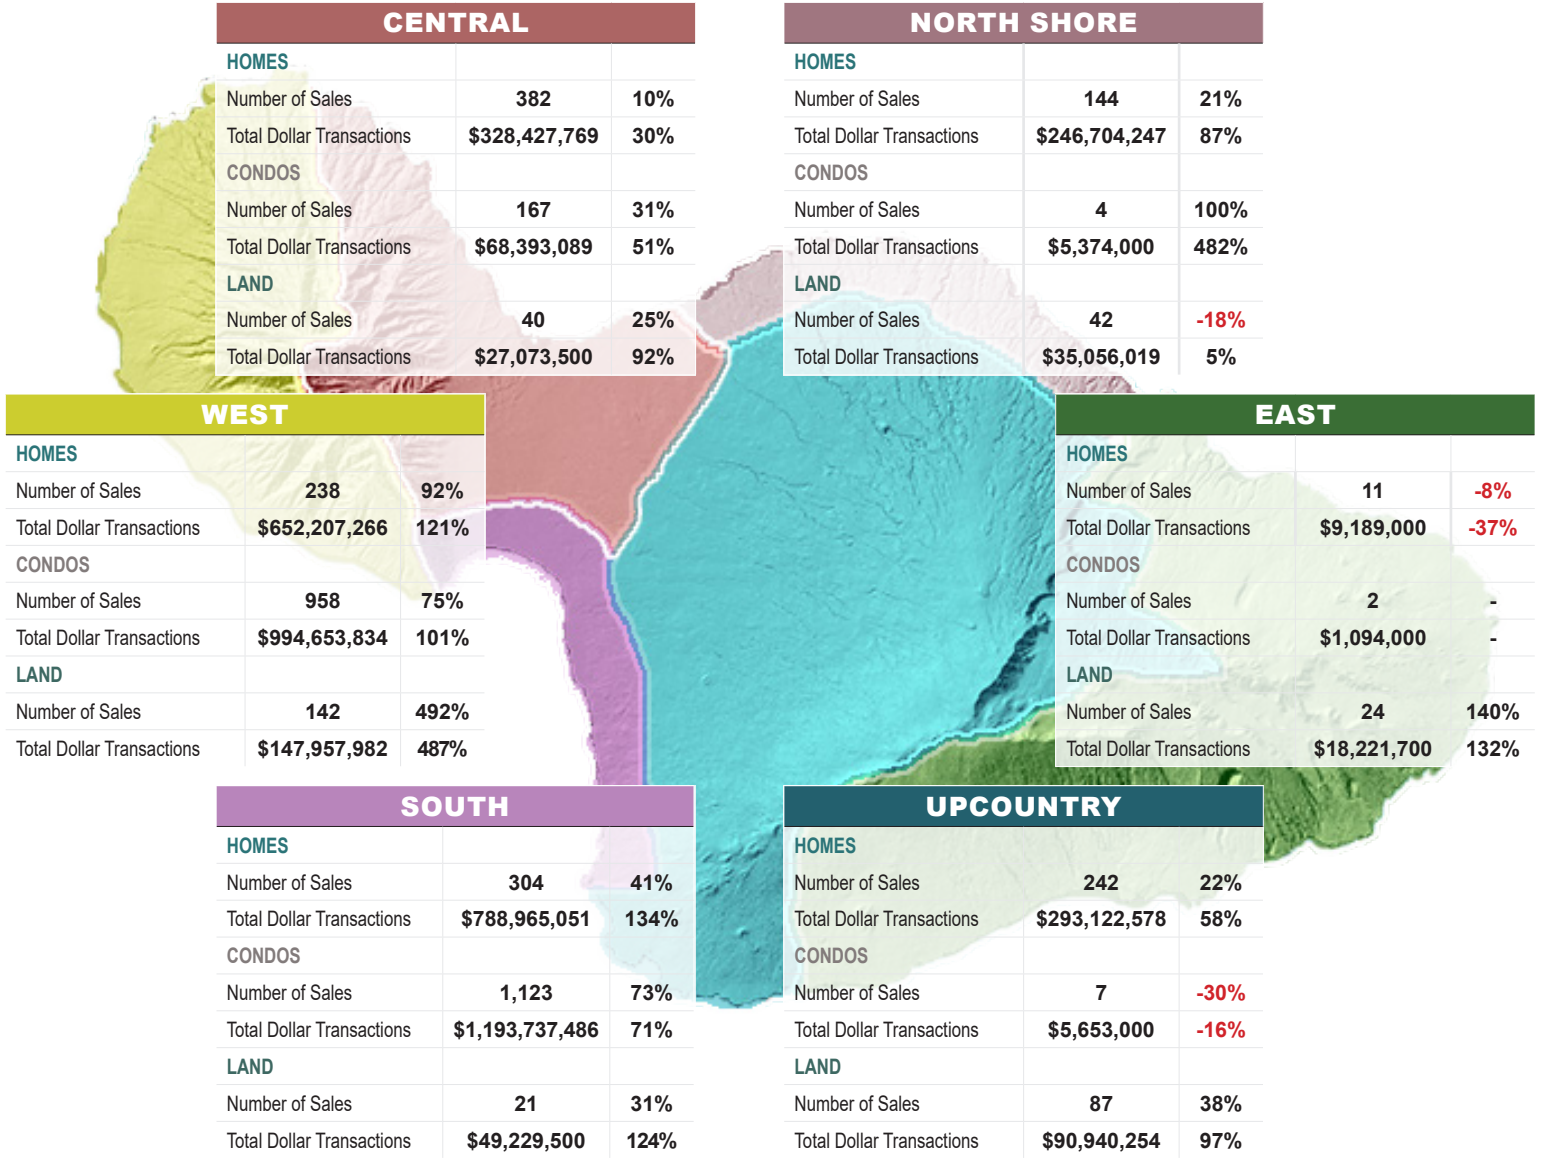 CENTRAL
HOMES
Number of Sales 382 10%
Total Dollar Transactions $328,427,769 30%
CONDOS
Number of Sales 167 31%
Total Dollar Transactions $68,393,089 51%
LAND
Number of Sales 40 25%
Total Dollar Transactions $27,073,500 92%
NORTH SHORE
HOMES
Number of Sales 144 21%
Total Dollar Transactions $246,704,247 87%
CONDOS
Number of Sales 4 100%
Total Dollar Transactions $5,374,000 482%
LAND
Number of Sales 42 -18%
Total Dollar Transactions $35,056,019 5%
WEST
HOMES
Number of Sales 238 92%
Total Dollar Transactions $652,207,266 121%
CONDOS
Number of Sales 958 75%
Total Dollar Transactions $994,653,834 101%
LAND
Number of Sales 142 492%
Total Dollar Transactions $147,957,982 487%
EAST
HOMES
Number of Sales 11 -8%
Total Dollar Transactions $9,189,000 -37%
CONDOS
Number of Sales 2 -
Total Dollar Transactions $1,094,000 -
LAND
Number of Sales 24 140%
Total Dollar Transactions $18,221,700 132%
SOUTH
HOMES
Number of Sales 304 41%
Total Dollar Transactions $788,965,051 134%
CONDOS
Number of Sales 1,123 73%
Total Dollar Transactions $1,193,737,486 71%
LAND
Number of Sales 21 31%
Total Dollar Transactions $49,229,500 124%
UPCOUNTRY
HOMES
Number of Sales 242 22%
Total Dollar Transactions $293,122,578 58%
CONDOS
Number of Sales 7 -30%
Total Dollar Transactions $5,653,000 -16%
LAND
Number of Sales 87 38%
Total Dollar Transactions $90,940,254 97%